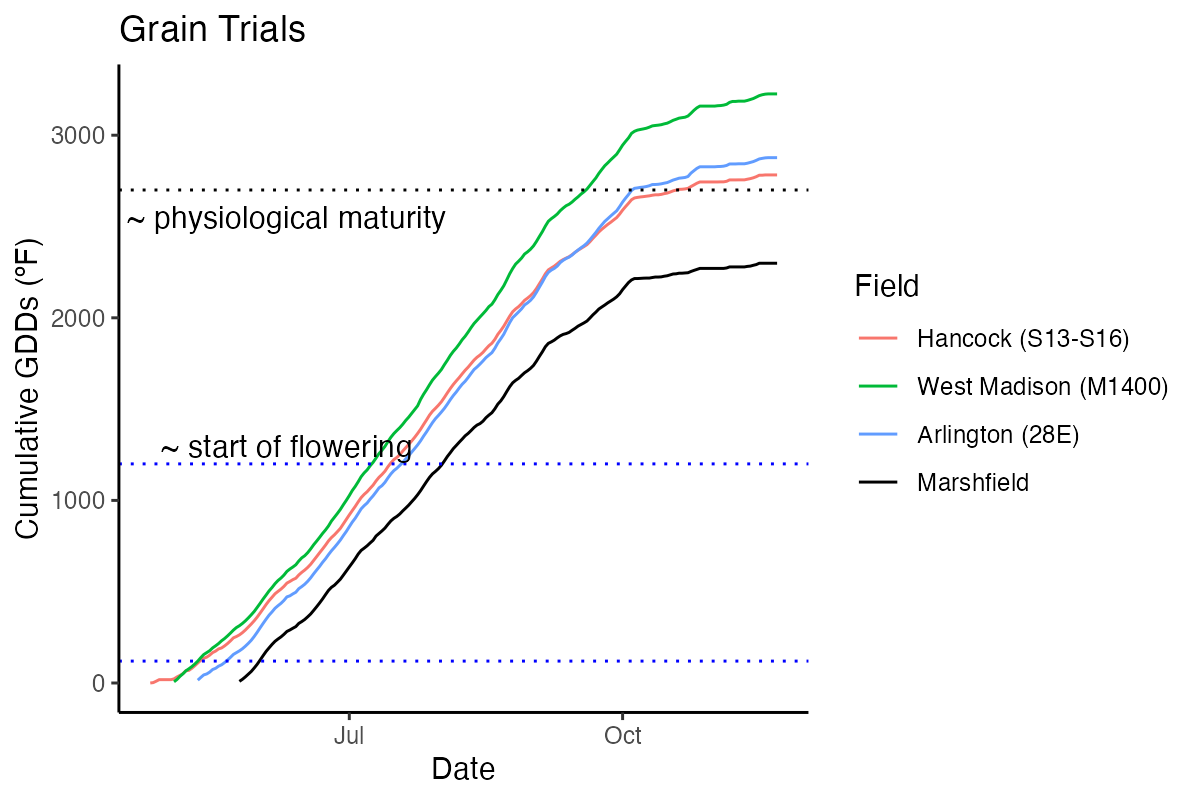 Grain Trials
3000
~ physiological maturity
2000
~ start of flowering
1000
0
Cumulative GDDs (°F)
Jul
Oct
Date
Field
Hancock (S13-S16)
West Madison (M1400)
Arlington (28E)
Marshfield